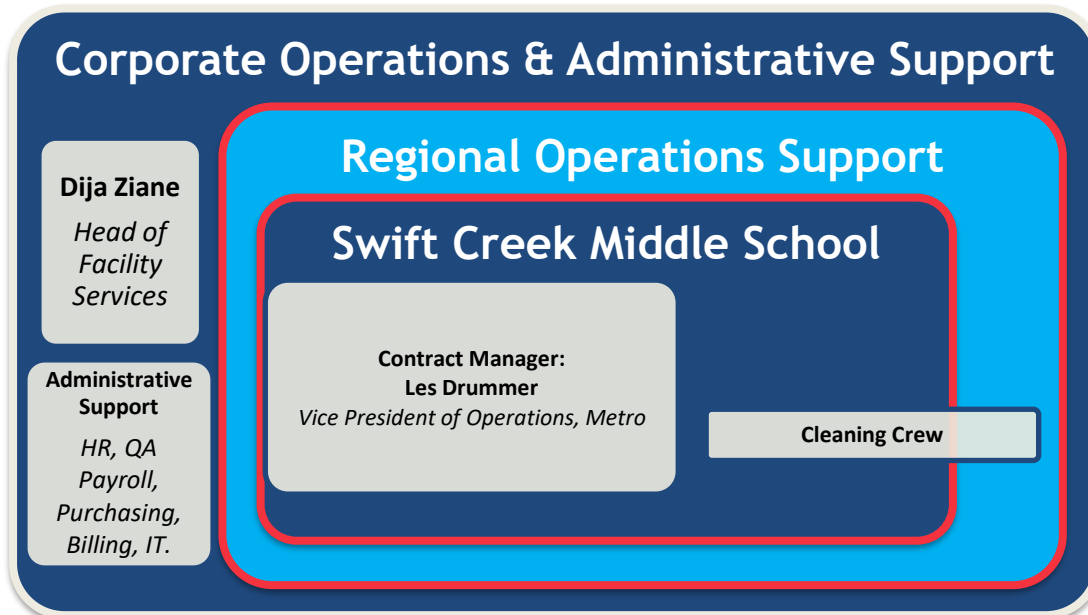 Corporate Operations & Administrative Support
Regional Operations Support
Swift Creek Middle School
Dija Ziane
Head of
Facility
Services
Administrative
Support
HR, QA
Payroll,
Purchasing,
Billing, IT.
Contract Manager:
Les Drummer
Vice President of Operations, Metro
Cleaning Crew